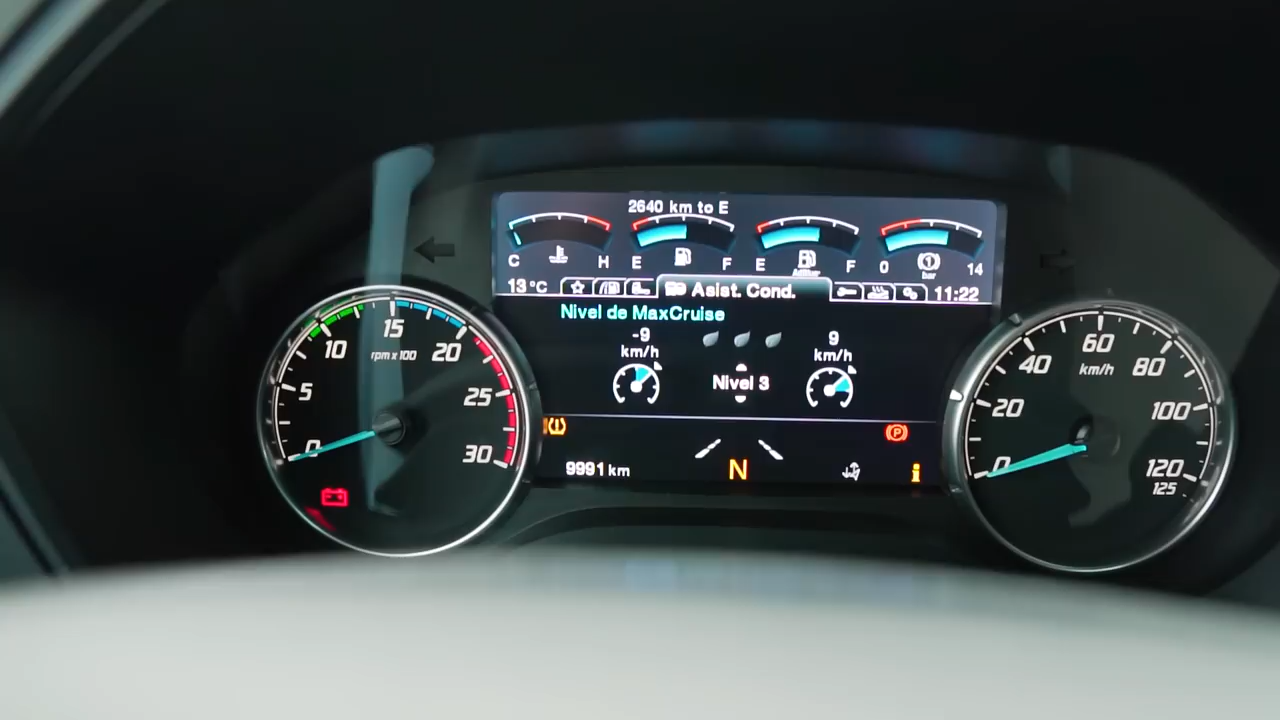 2640 km to E
C H E F E F 0 bar 14
AdBlue
13°C Asist. Cond. 11:22
Nivel de MaxCruise
-9 km/h
9 km/h
Nivel 3
9991 km
N
i
P
0 5 10 15 20 25 30
rpm x 100
0 20 40 60 80 100 120 125
km/h